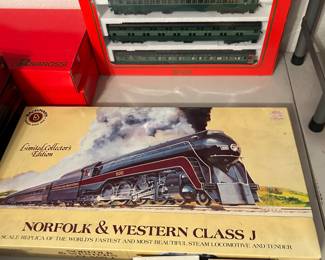 RIVAROSSI
Limited Collector's
Edition
NORFOLK & WESTERN CLASS J
SCALE REPLICA OF THE WORLD'S FASTEST AND MOST BEAUTIFUL STEAM LOCOMOTIVE AND TENDER